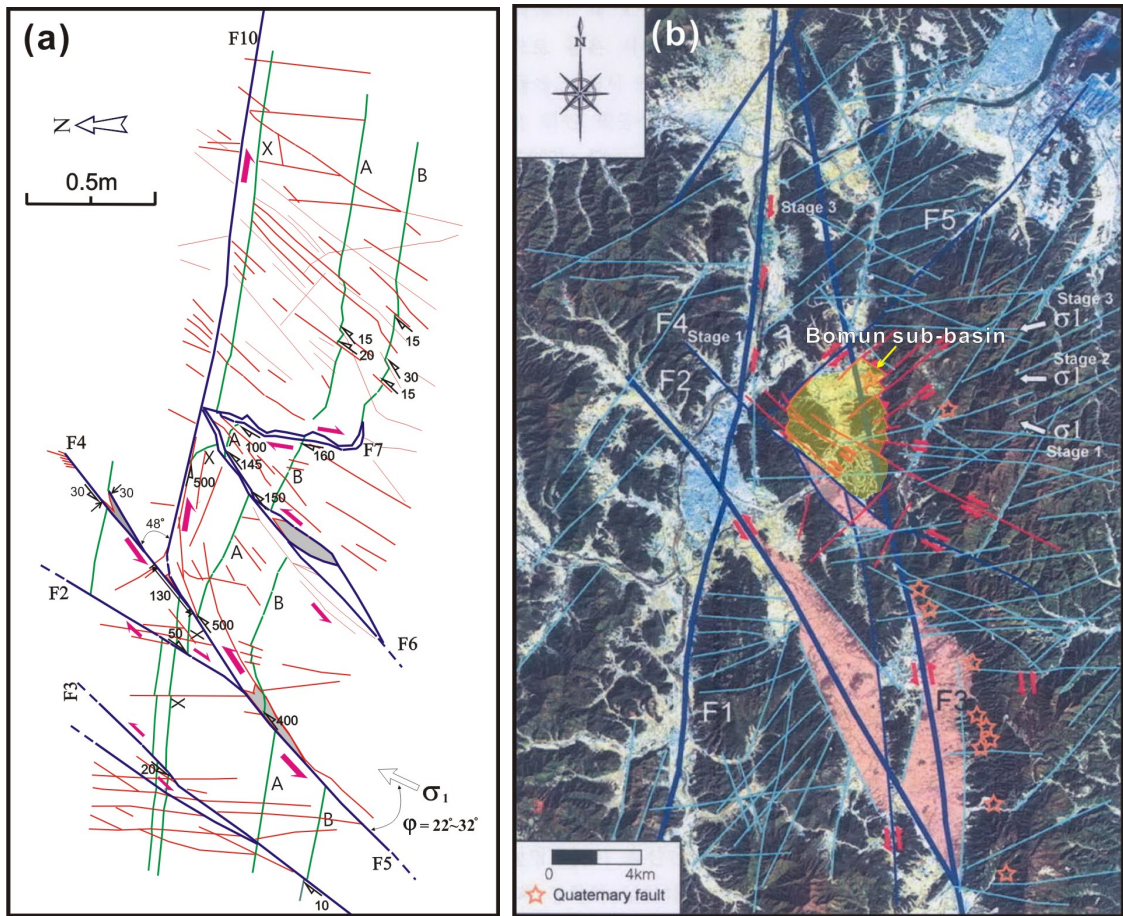 (a)
F10
N
0.5m
X
A
B
15
20
15
30
15
F4
30
30
48°
X
500
A
100
145
150
B
160
F7
130
F2
50
X
500
A
B
F6
F3
X
20
400
A
B
σ1
φ = 22°~32°
F5
10
(b)
N
Stage 3
F5
F4
Stage 1
Stage 3
σ1
Bomun sub-basin
F2
Stage 2
σ1
σ1
Stage 1
F1
F3
0
4km
Quaternary fault